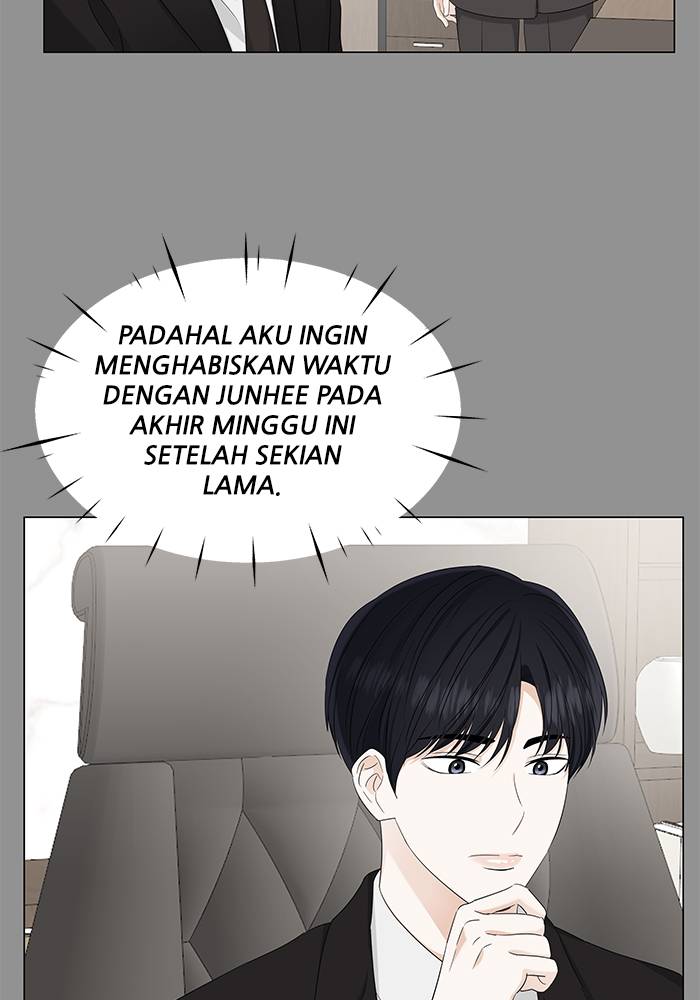 PADAHAL AKU INGIN
MENGHABISKAN WAKTU
DENGAN JUNHEE PADA
AKHIR MINGGU INI
SETELAH SEKIAN
LAMA.